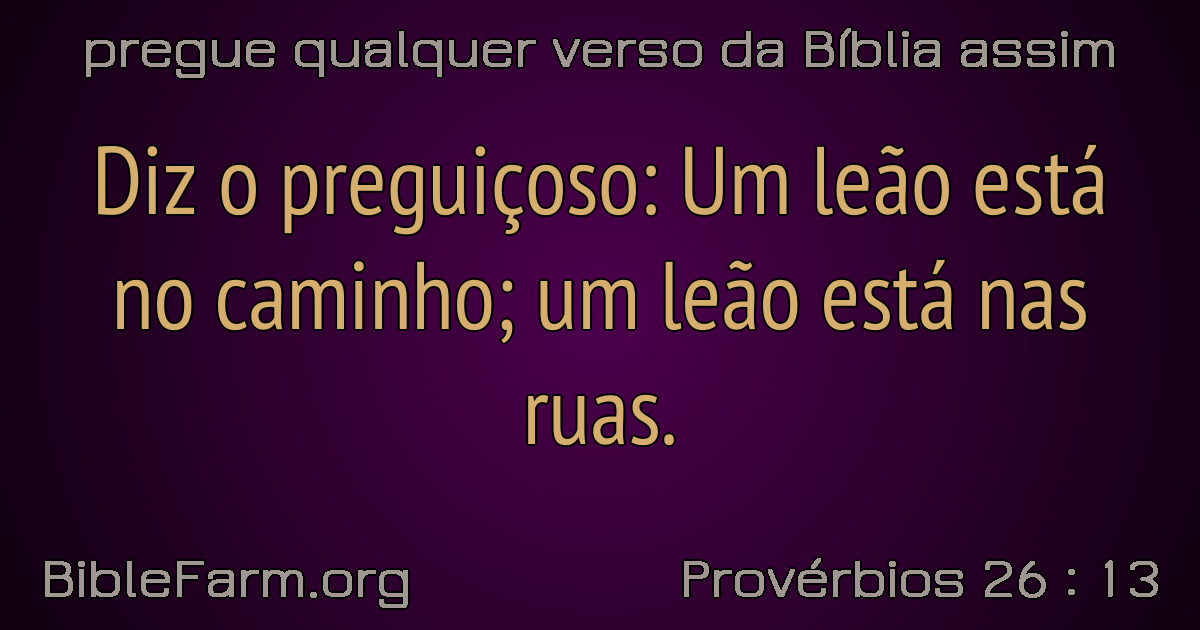 pregue qualquer verso da Bíblia assim
Diz o preguiçoso: Um leão está
no caminho; um leão está nas
ruas.
BibleFarm.org
Provérbios 26 : 13